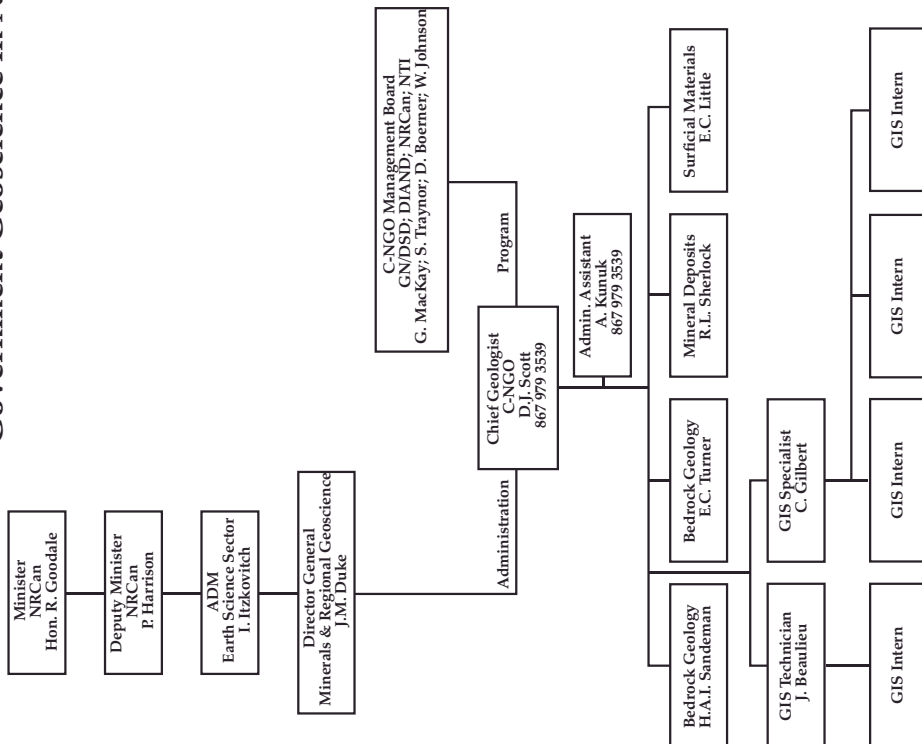 Government Geoscience in
Minister
NRCan
Hon. R. Goodale
Deputy Minister
NRCan
P. Harrison
ADM
Earth Science Sector
I. Itzkovitch
Director General
Minerals & Regional Geoscience
J.M. Duke
C-NGO Management Board
GN/DSD; DIAND; NRCan; NTI
G. MacKay; S. Traynor; D. Boerner; W. Johnson
Administration
Program
Chief Geologist
C-NGO
D.J. Scott
867 979 3539
Admin. Assistant
A. Kunuk
867 979 3539
Bedrock Geology
H.A.I. Sandeman
Bedrock Geology
E.C. Turner
Mineral Deposits
R.L. Sherlock
Surficial Materials
E.C. Little
GIS Technician
J. Beaulieu
GIS Specialist
C. Gilbert
GIS Intern
GIS Intern
GIS Intern
GIS Intern